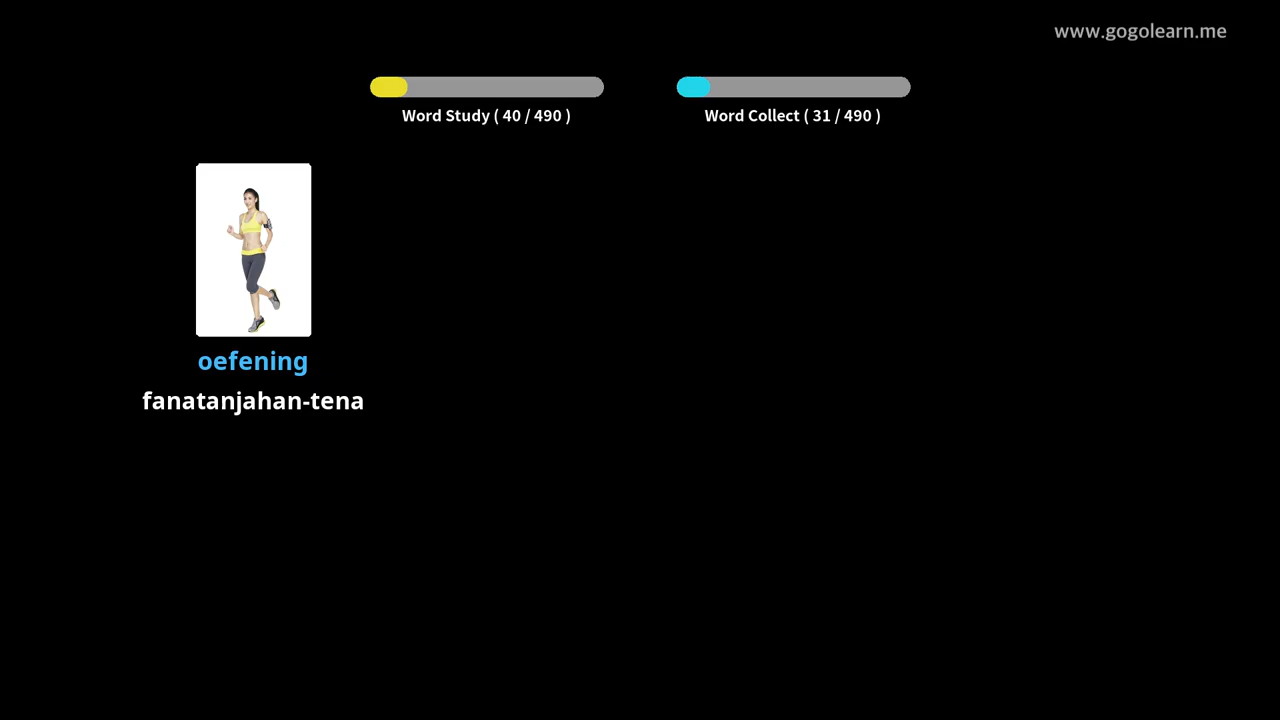 www.gogolearn.me
Word Study ( 40 / 490 )
Word Collect ( 31 / 490 )
oefening
fanatanjahan-tena